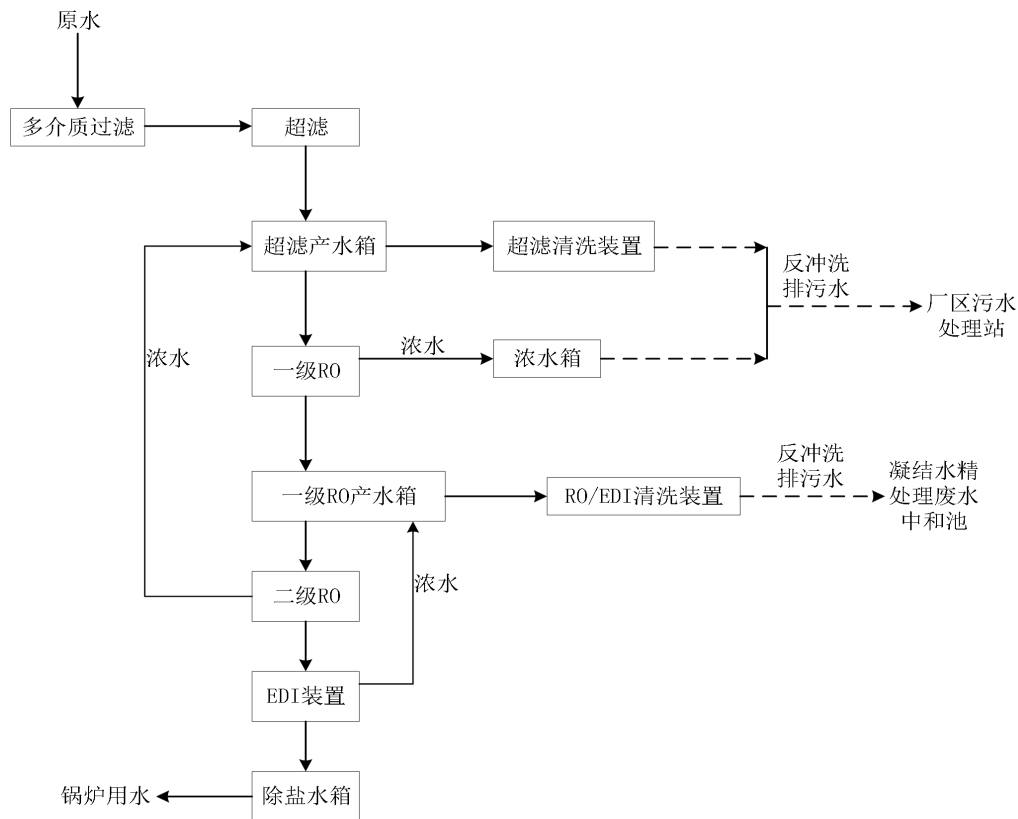 原水
多介质过滤
超滤
超滤产水箱
超滤清洗装置
反冲洗
排污水
厂区污水
处理站
浓水
一级RO
浓水
浓水箱
一级RO产水箱
RO/EDI清洗装置
反冲洗
排污水
凝结水精
处理废水
中和池
二级RO
浓水
EDI装置
除盐水箱
锅炉用水